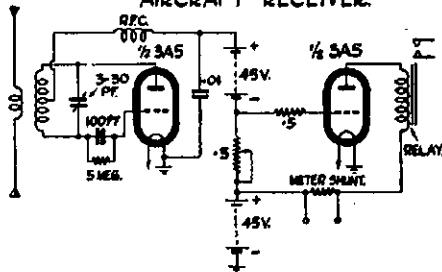 AIRCRAFT RECEIVER.
R.F.C.
½ 3A5
½ 3A5
+
45V.
-
3-30
PF.
.01
100PF
.5
5 MEG.
.5
RELAY.
METER SHUNT.
+
45V.
-